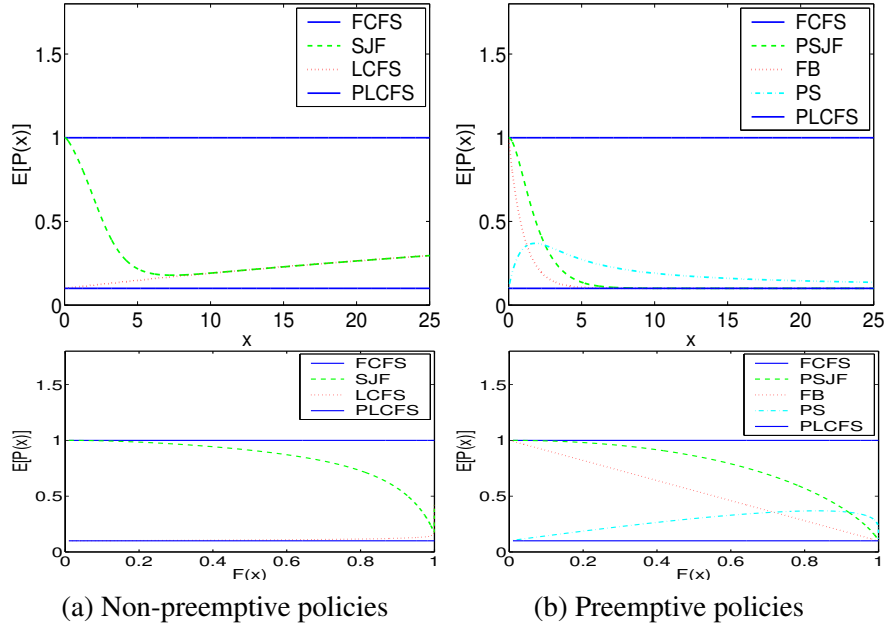 1.5
1
0.5
0
E[P(x)]
0 5 10 15 20 25
x
FCFS
SJF
LCFS
PLCFS
1.5
1
0.5
0
E[P(x)]
0 5 10 15 20 25
x
FCFS
PSJF
FB
PS
PLCFS
1.5
1
0.5
0
E[P(x)]
0 0.2 0.4 0.6 0.8 1
F(x)
FCFS
SJF
LCFS
PLCFS
1.5
1
0.5
0
E[P(x)]
0 0.2 0.4 0.6 0.8 1
F(x)
FCFS
PSJF
FB
PS
PLCFS
(a) Non-preemptive policies
(b) Preemptive policies